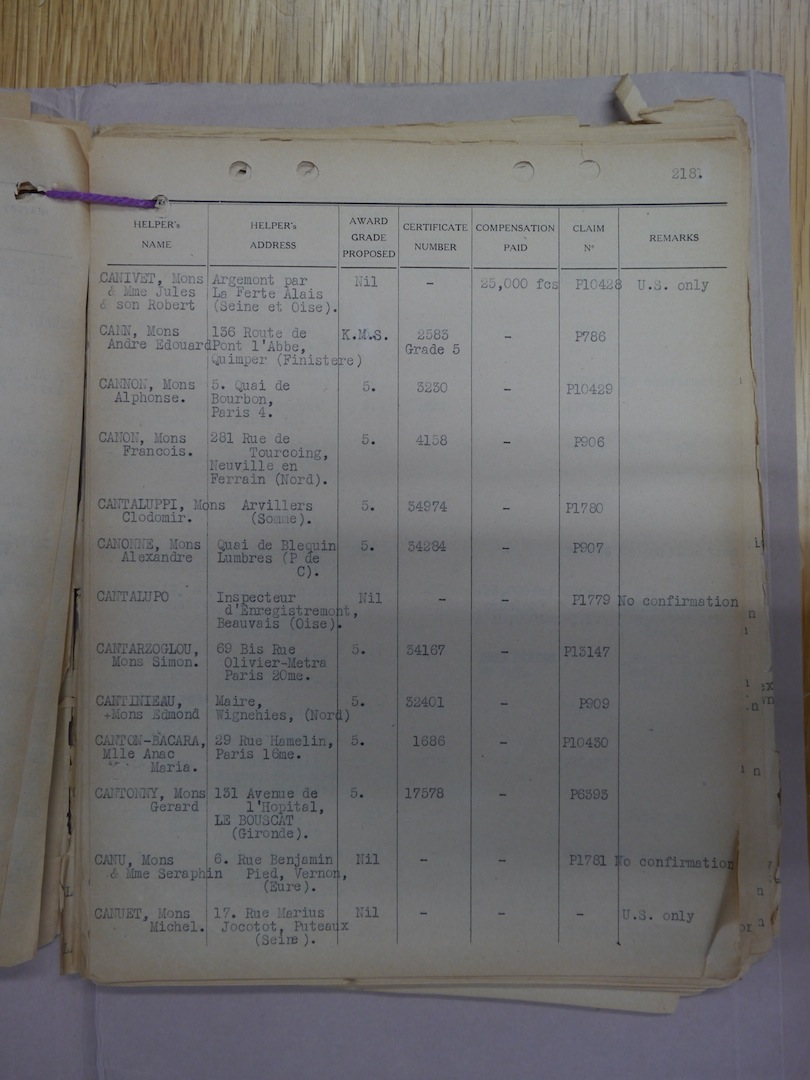 2181
HELPER's NAME HELPER's ADDRESS AWARD GRADE PROPOSED CERTIFICATE NUMBER COMPENSATION PAID CLAIM No REMARKS
CANIVET, Mons Argemont par Nil - 25,000 fcs P10428 U.S. only
& Mme Jules La Ferte Alais
& son Robert (Seine et Oise).
CANN, Mons 136 Route de K.M.S. 2583 - P786
Andre Edouard Pont l'Abbe, Grade 5
Quimper (Finistere)
CANNON, Mons 5. Quai de 5. 3230 - P10429
Alphonse. Bourbon,
Paris 4.
CANON, Mons 281 Rue de 5. 4158 - P906
Francois. Tourcoing,
Neuville en
Ferrain (Nord).
CANTALUPPI, Mons Arvillers 5. 34974 - P1780
Clodomir. (Somme).
CANONNE, Mons Quai de Blequin 5. 34284 - P907
Alexandre Lumbres (P de
C).
CANTALUPO Inspecteur Nil - - P1779 No confirmation
d'Enregistremont,
Beauvais (Oise).
CANTARZOGLOU, 69 Bis Rue 5. 34167 - P13147
Mons Simon. Olivier-Metra
Paris 20me.
CANTINIEAU, Maire, 5. 32401 - P909
+Mons Edmond Wignehies, (Nord)
CANTON-BACARA, 29 Rue Hamelin, 5. 1686 - P10430
Mlle Anac Paris 16me.
Maria.
CANTONNY, Mons 131 Avenue de 5. 17578 - P6393
Gerard l'Hopital,
LE BOUSCAT
(Gironde).
CANU, Mons 6. Rue Benjamin Nil - - P1781 No confirmation
& Mme Seraphin Pied, Vernon,
(Eure).
CANUET, Mons 17. Rue Marius Nil - - - U.S. only
Michel. Jocotot, Puteaux
(Seine).